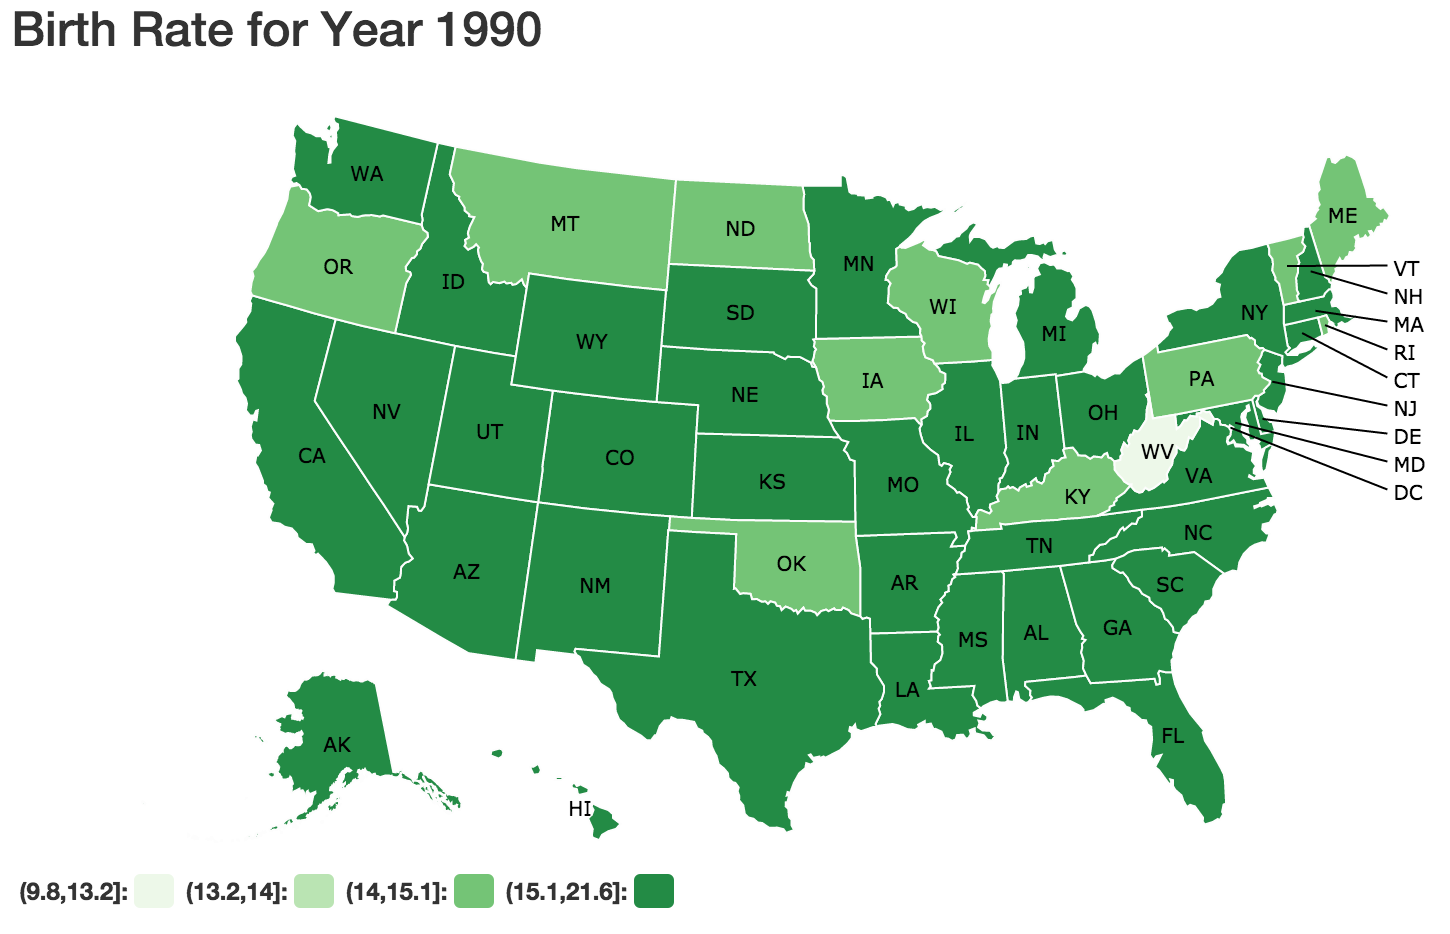 Birth Rate for Year 1990
WA
MT
ND
ME
OR
ID
MN
VT
NH
WI
NY
SD
MA
WY
MI
RI
IA
PA
CT
NE
NV
OH
NJ
UT
IL
IN
DE
CA
CO
WV
MD
KS
MO
VA
DC
KY
NC
TN
OK
AZ
NM
AR
SC
MS
AL
GA
TX
LA
FL
AK
HI
(9.8,13.2]: (13.2,14]: (14,15.1]: (15.1,21.6]: